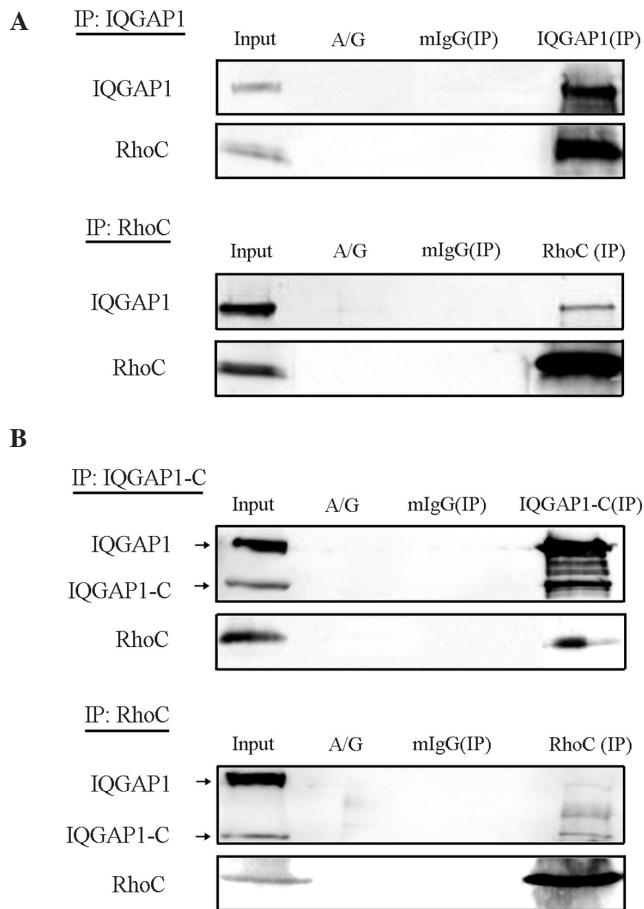 A
IP: IQGAP1
Input A/G mIgG(IP) IQGAP1(IP)
IQGAP1
RhoC
IP: RhoC
Input A/G mIgG(IP) RhoC (IP)
IQGAP1
RhoC
B
IP: IQGAP1-C
Input A/G mIgG(IP) IQGAP1-C(IP)
IQGAP1
IQGAP1-C
RhoC
IP: RhoC
Input A/G mIgG(IP) RhoC (IP)
IQGAP1
IQGAP1-C
RhoC